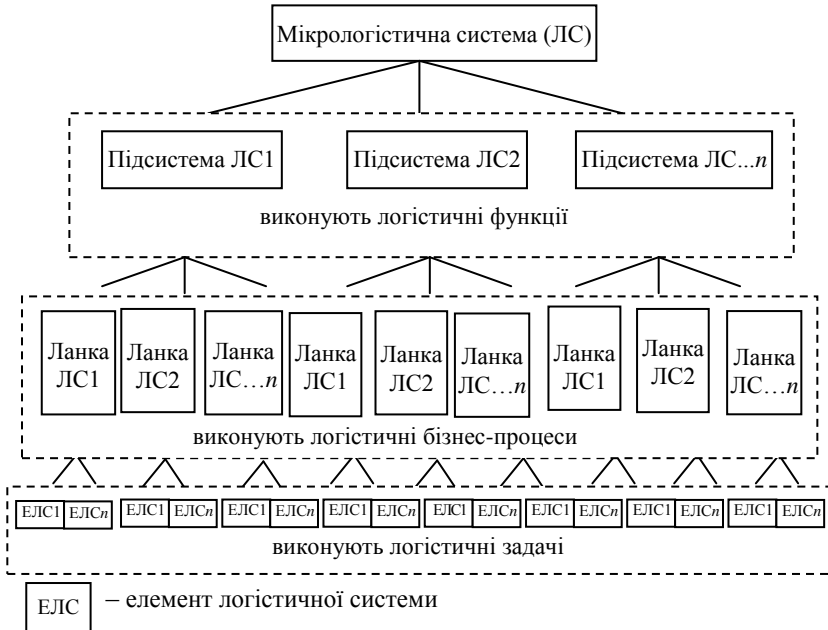 Мікрологістична система (ЛС)
Підсистема ЛС1
Підсистема ЛС2
Підсистема ЛС...n
виконують логістичні функції
Ланка
ЛС1
Ланка
ЛС2
Ланка
ЛС…n
Ланка
ЛС1
Ланка
ЛС2
Ланка
ЛС…n
Ланка
ЛС1
Ланка
ЛС2
Ланка
ЛС…n
виконують логістичні бізнес-процеси
ЕЛС1 ЕЛСn ЕЛС1 ЕЛСn ЕЛС1 ЕЛСn ЕЛС1 ЕЛСn ЕЛС1 ЕЛСn ЕЛС1 ЕЛСn ЕЛС1 ЕЛСn ЕЛС1 ЕЛСn
виконують логістичні задачі
ЕЛС – елемент логістичної системи